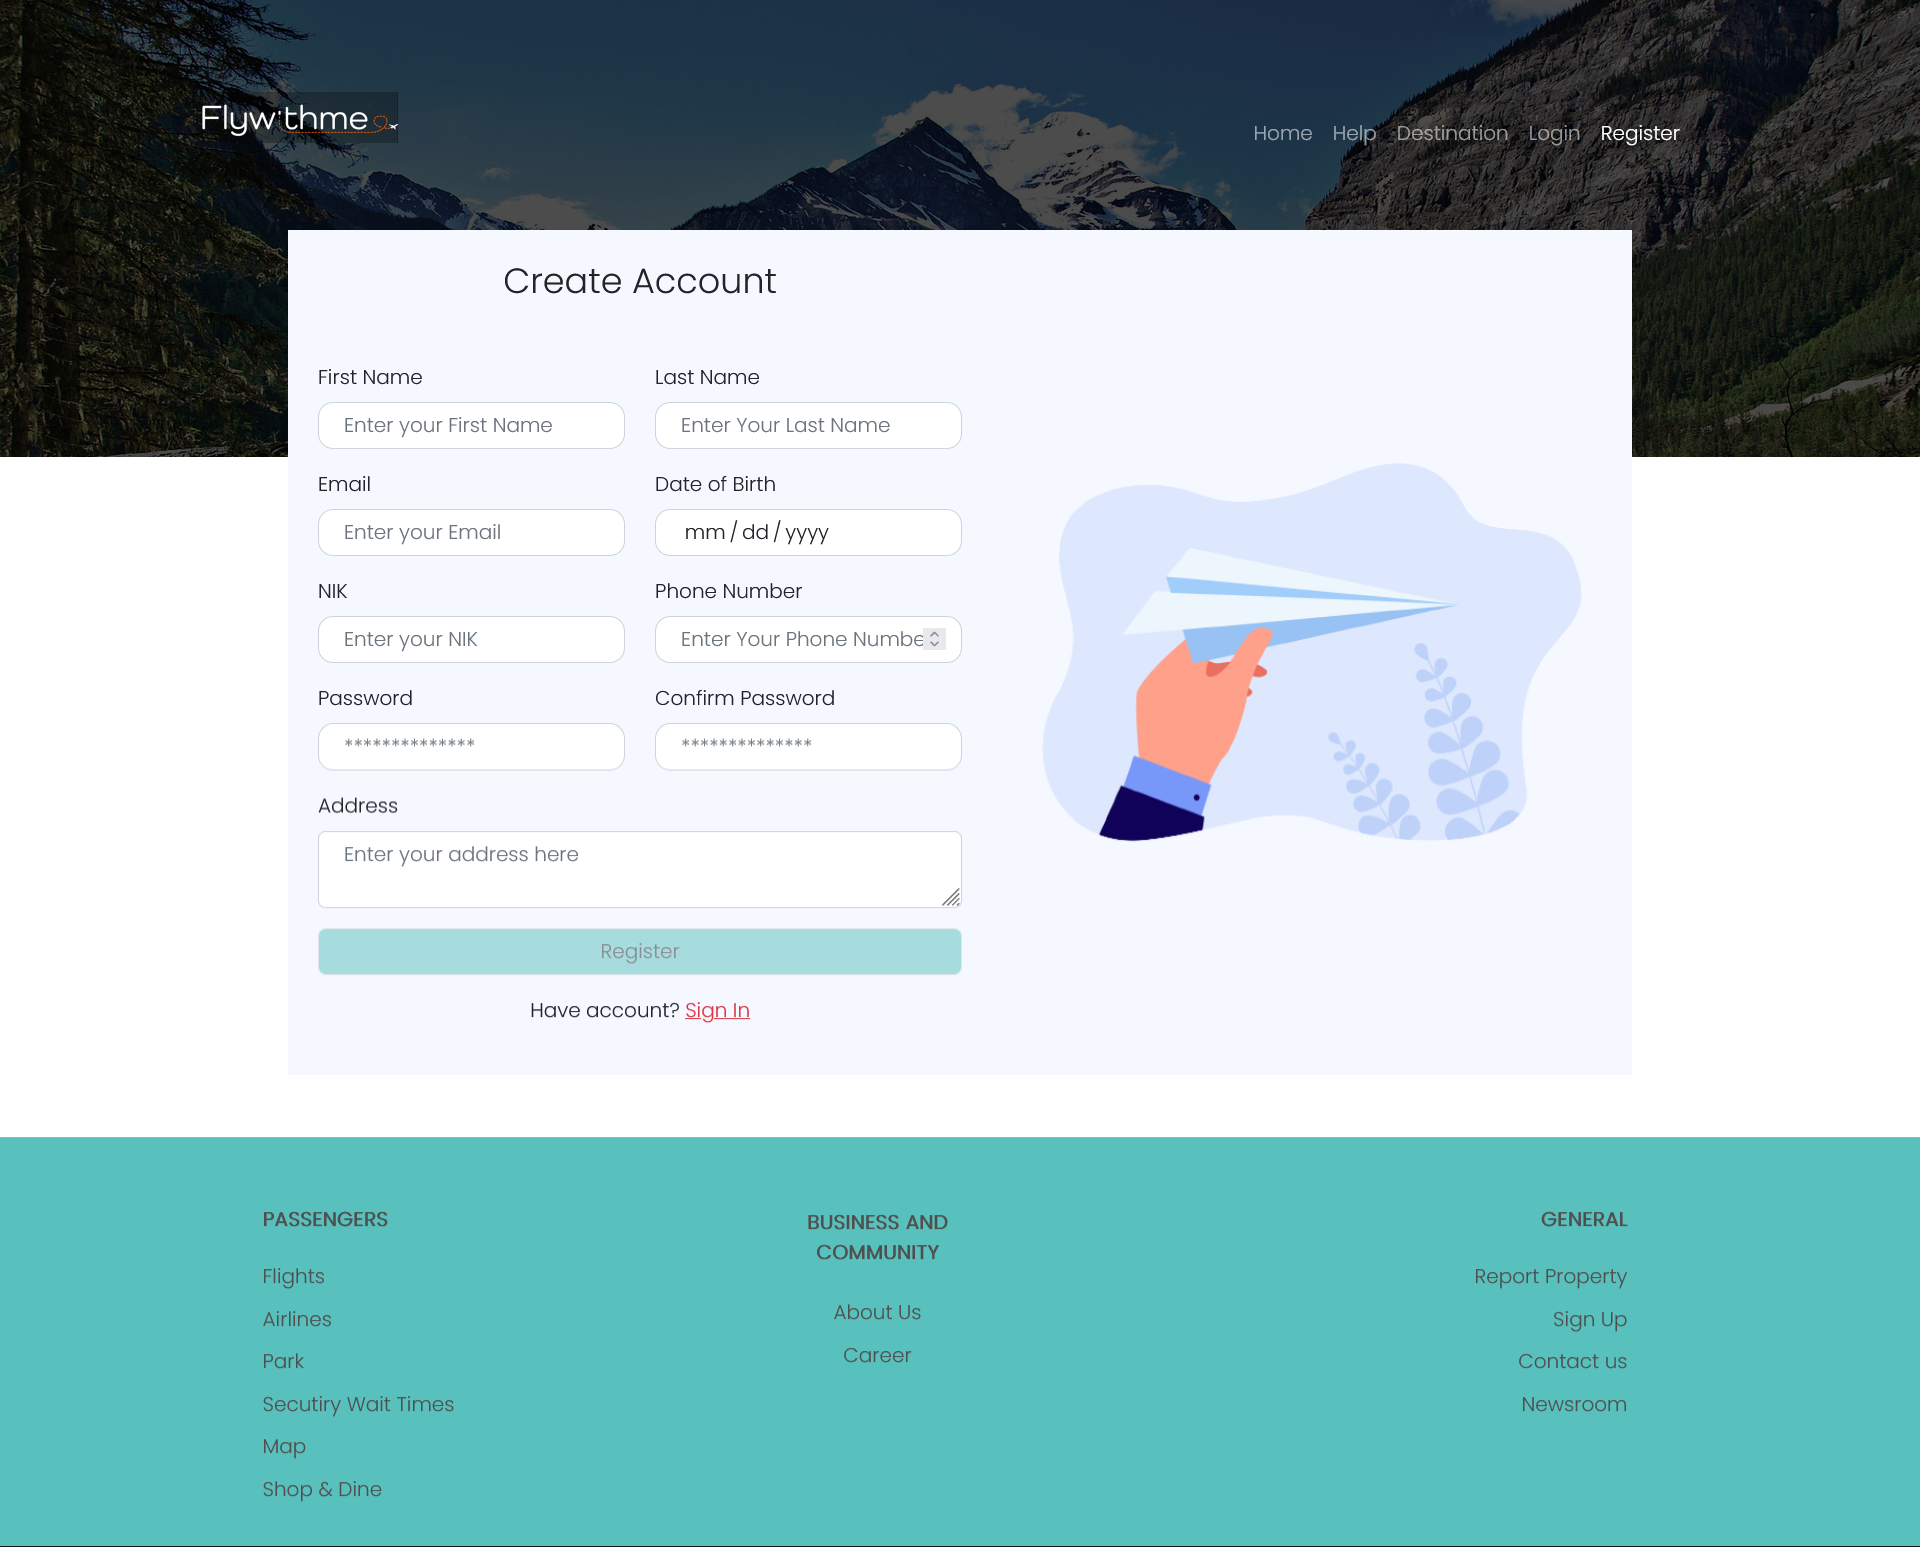 Flywithme
Home Help Destination Login Register
Create Account
First Name Last Name
Enter your First Name Enter Your Last Name
Email Date of Birth
Enter your Email mm / dd / yyyy
NIK Phone Number
Enter your NIK Enter Your Phone Numbe
Password Confirm Password
************** **************
Address
Enter your address here
Register
Have account? Sign In
PASSENGERS
Flights
Airlines
Park
Secutiry Wait Times
Map
Shop & Dine
BUSINESS AND
COMMUNITY
About Us
Career
GENERAL
Report Property
Sign Up
Contact us
Newsroom